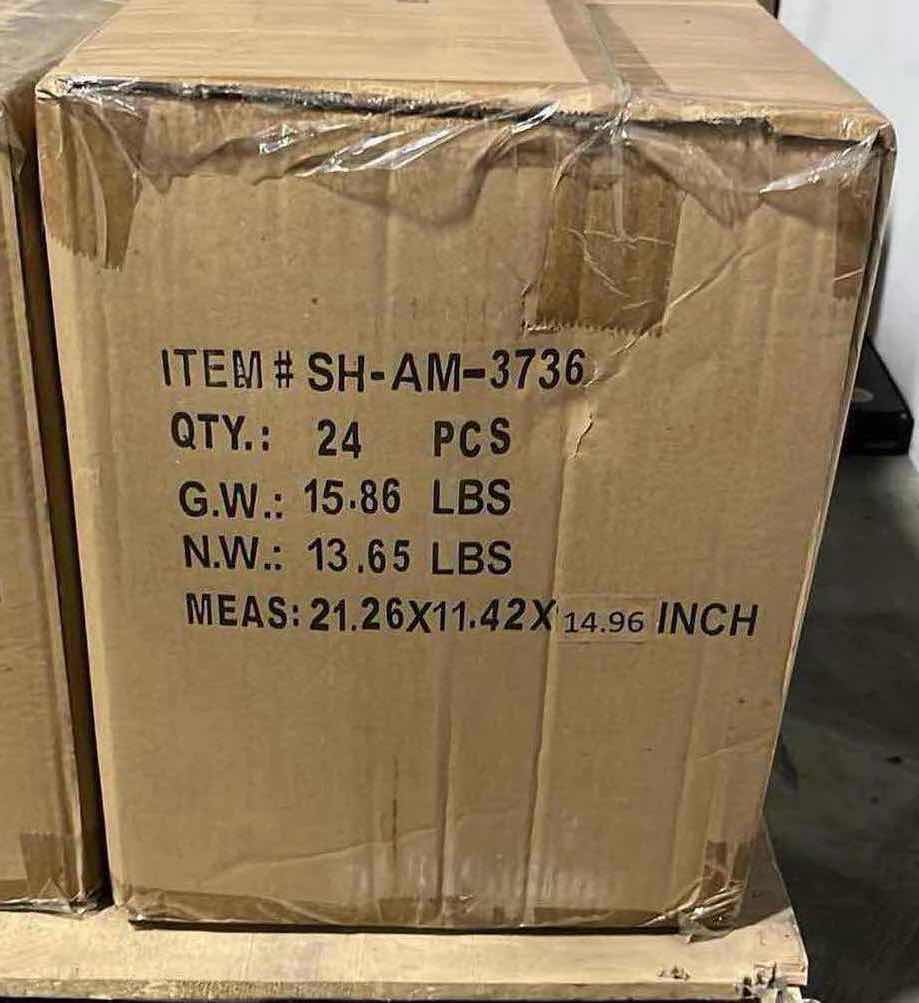 ITEM # SH-AM-3736
QTY.: 24 PCS
G.W.: 15.86 LBS
N.W.: 13.65 LBS
MEAS: 21.26X11.42X 14.96 INCH